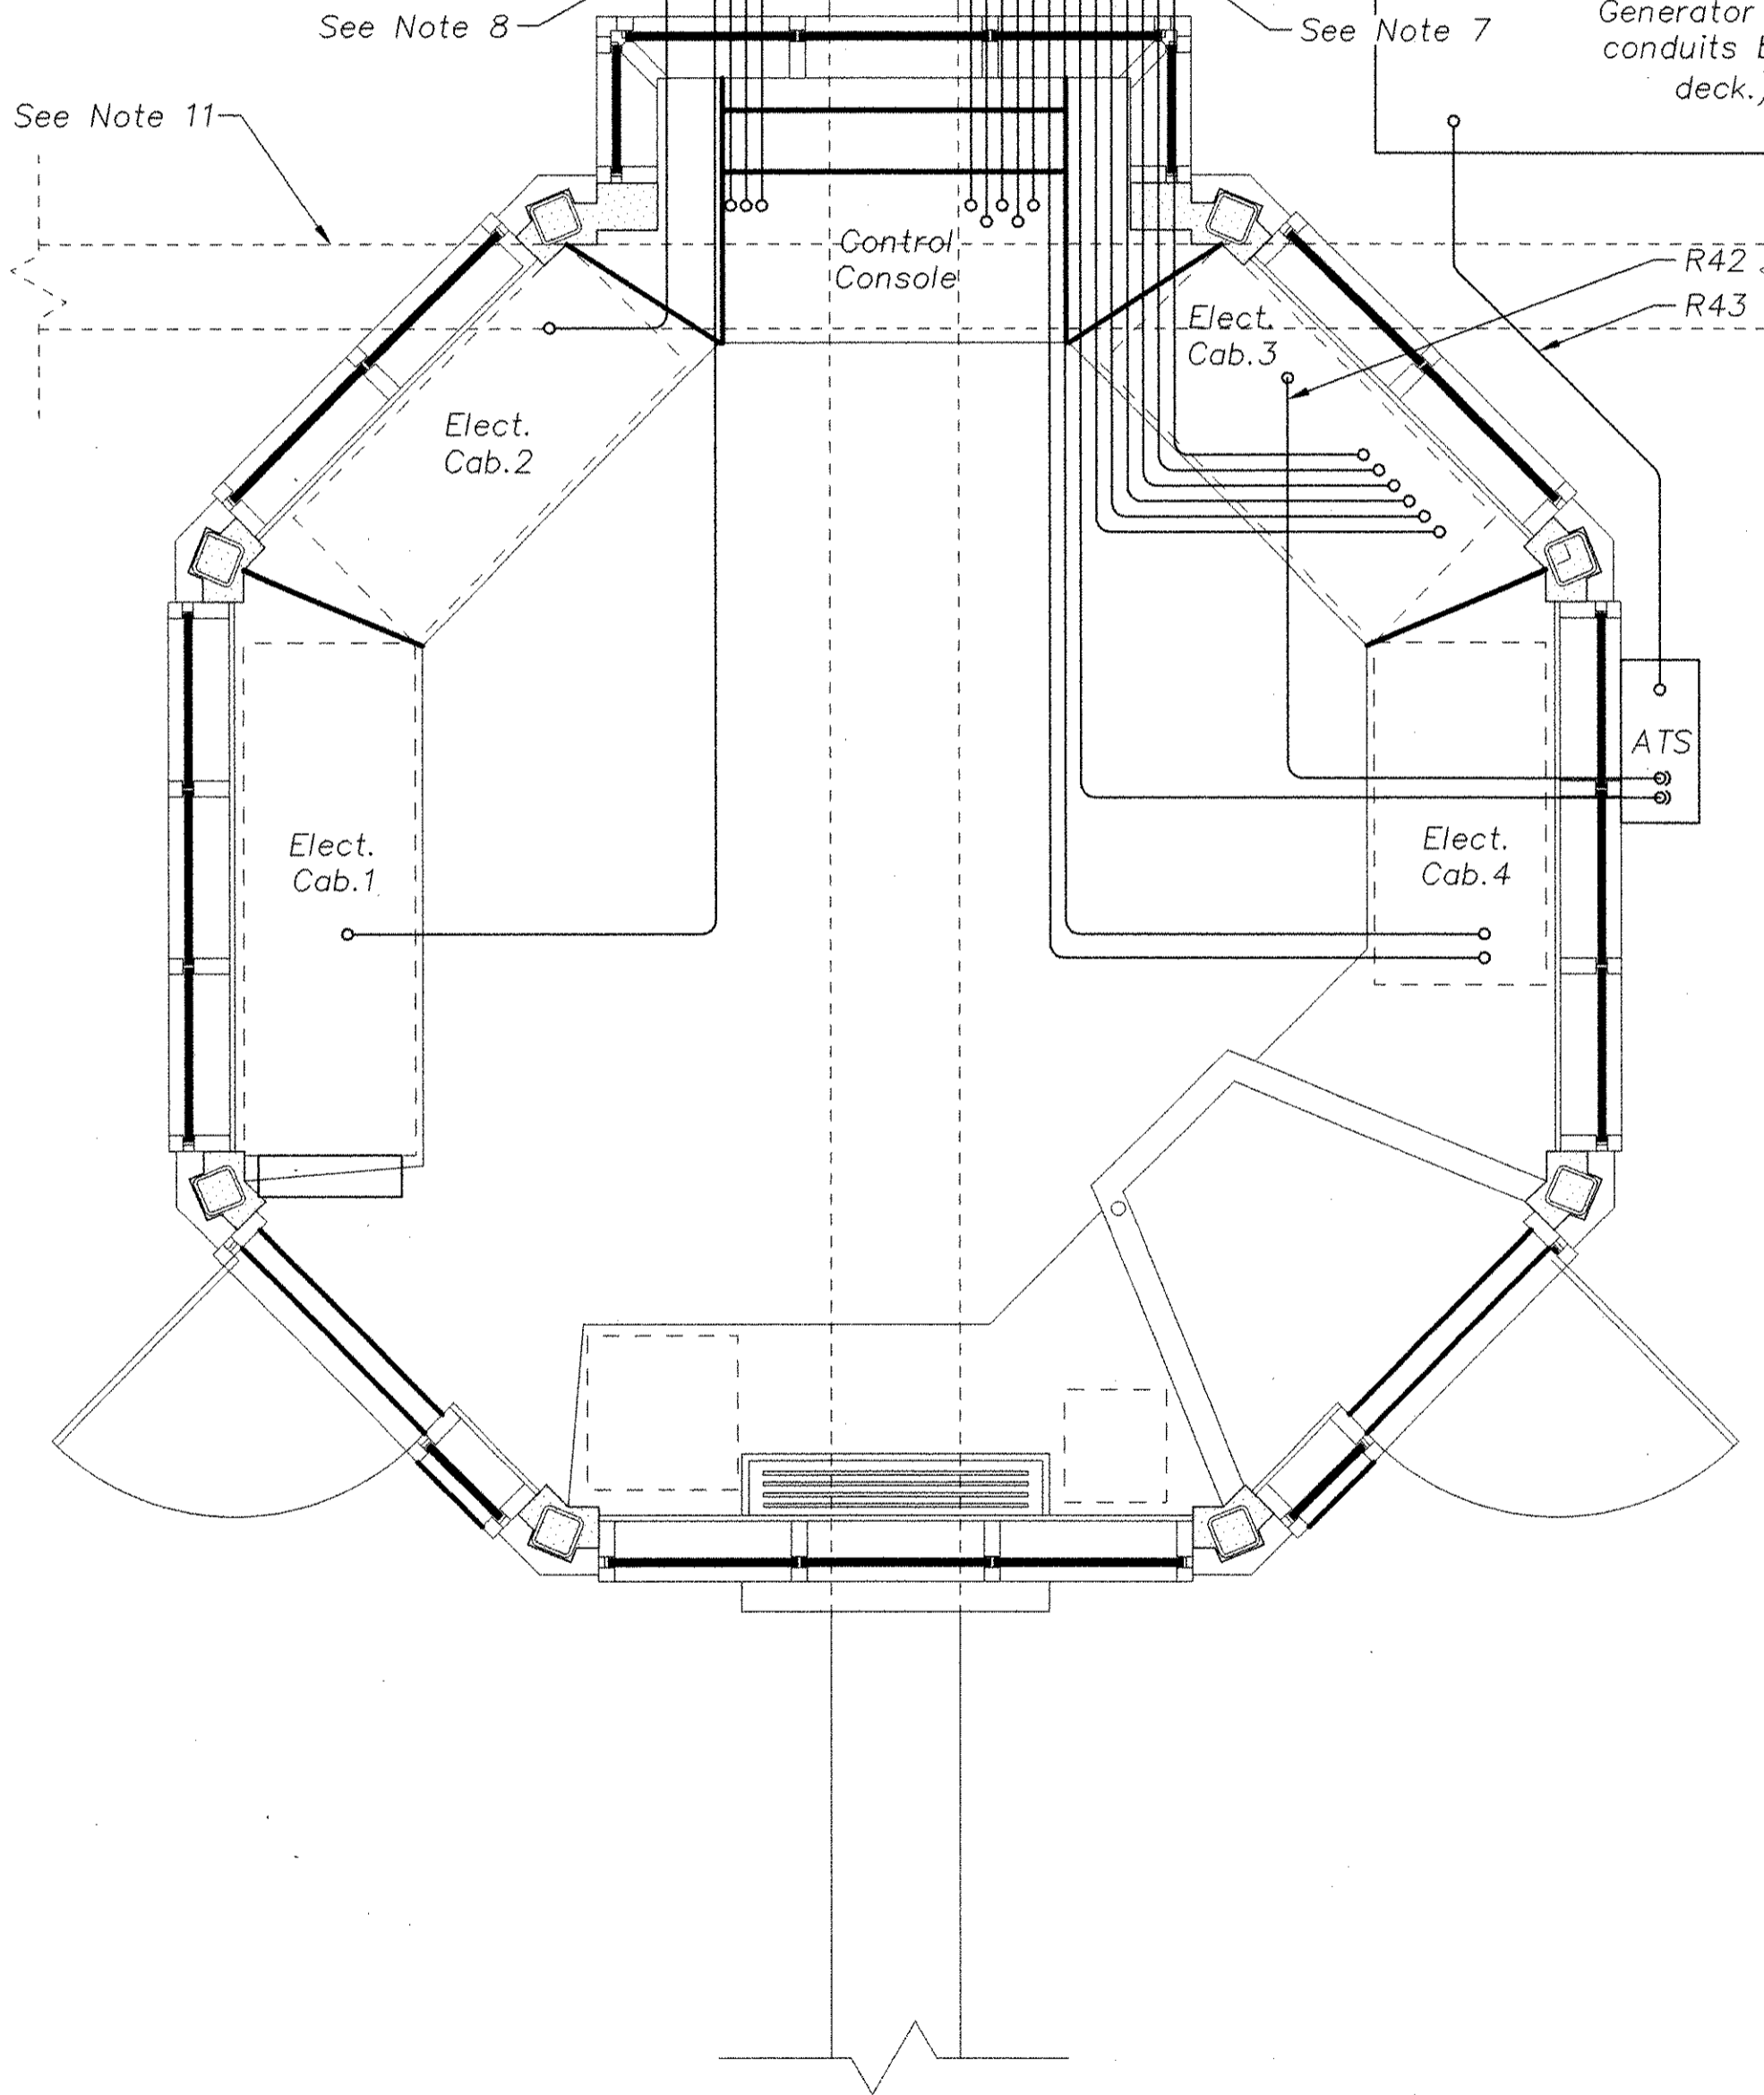 See Note 8
See Note 7
Generator
conduits
deck.)
See Note 11
Control
Console
R42
R43
Elect.
Cab.3
Elect.
Cab.2
ATS
Elect.
Cab.1
Elect.
Cab.4